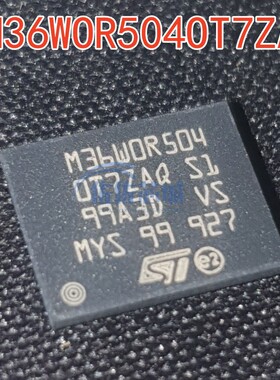 M36W0R5040T7ZA
M36W0R504
0T7ZAQ S1
99A3D VS
MYS 99 927
ST e2